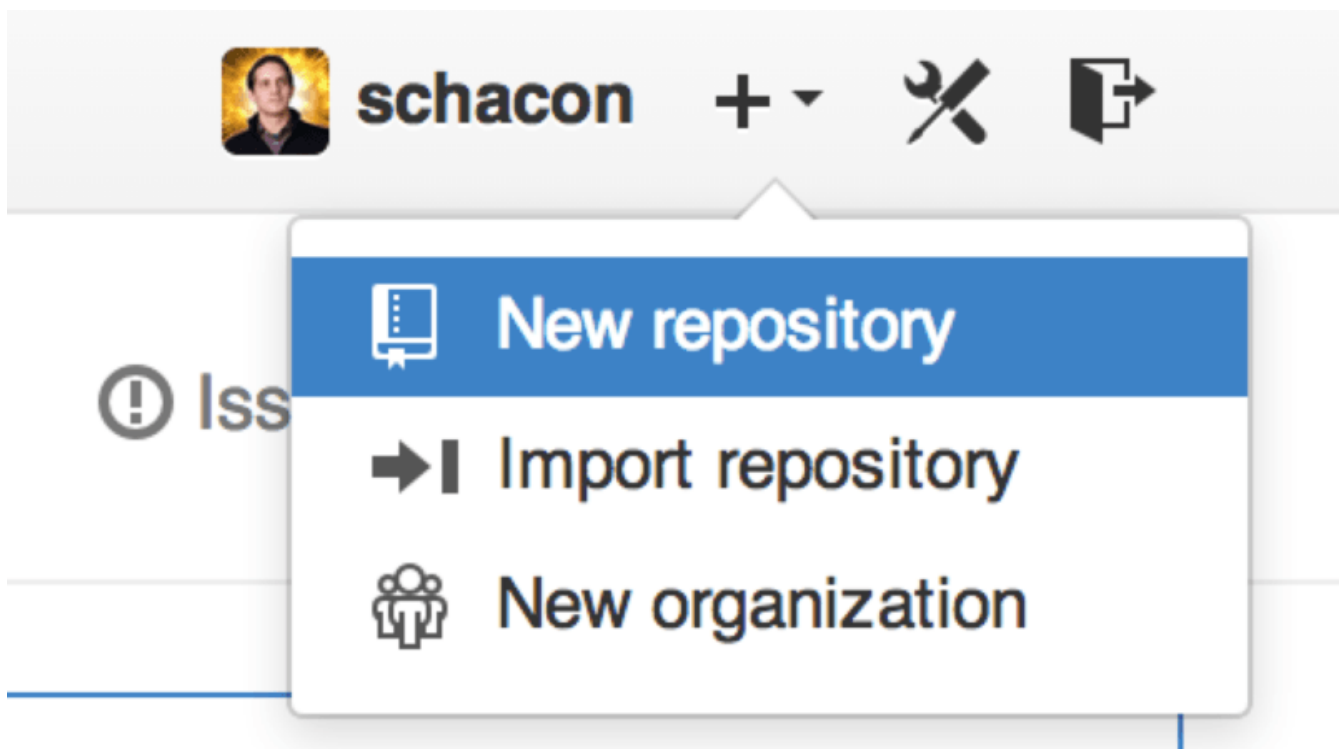 schacon
New repository
Iss
Import repository
New organization